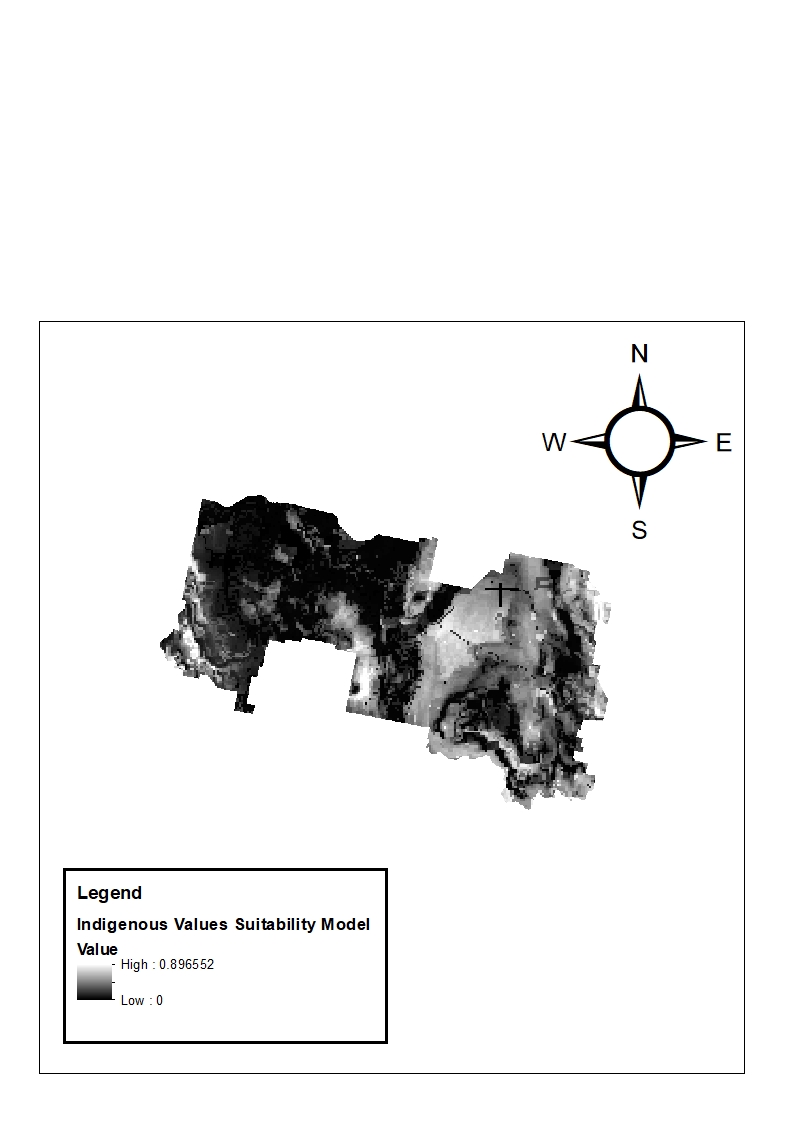 N
W E
S
Legend
Indigenous Values Suitability Model
Value
High : 0.896552
Low : 0